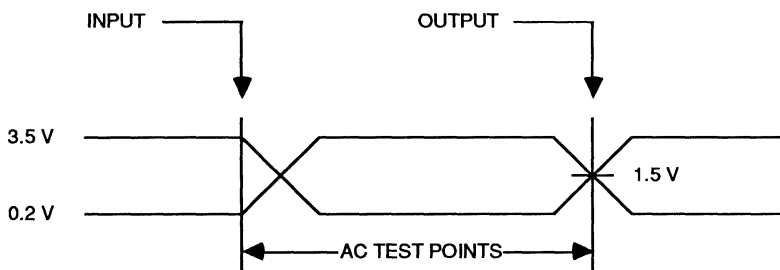 INPUT
OUTPUT
3.5 V
1.5 V
0.2 V
AC TEST POINTS